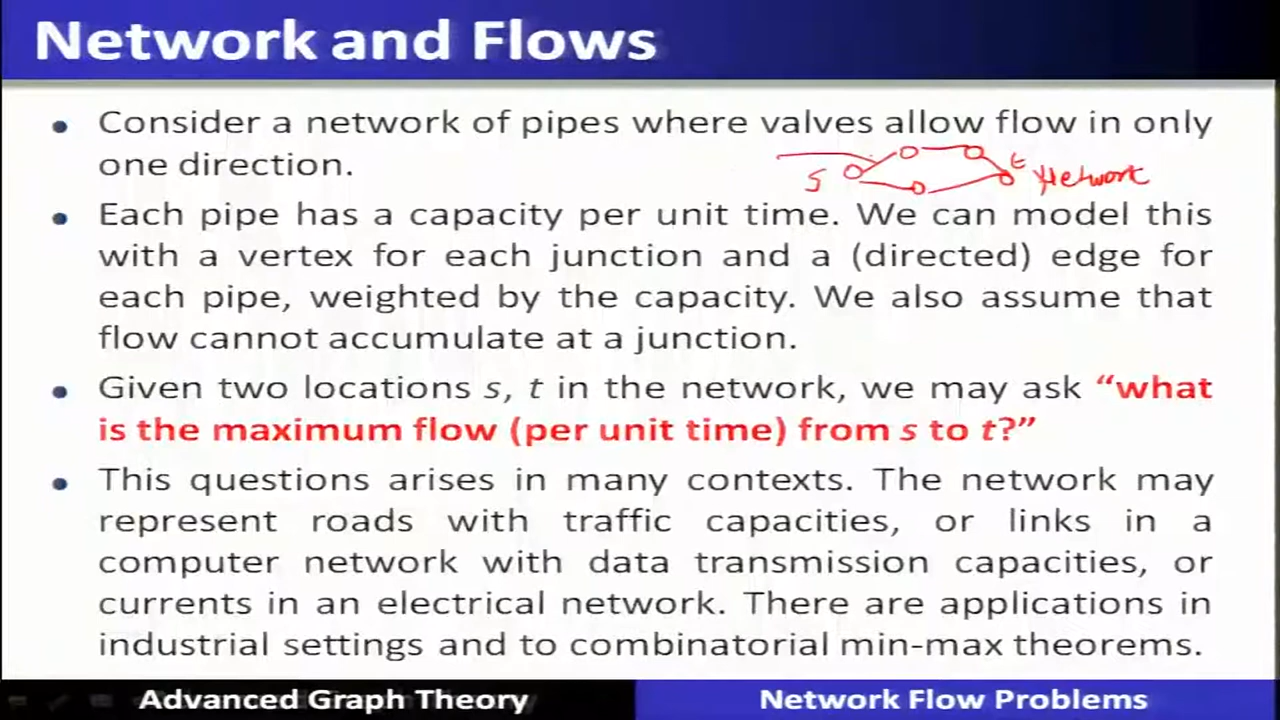 Network and Flows
• Consider a network of pipes where valves allow flow in only
one direction.
S t Network
• Each pipe has a capacity per unit time. We can model this
with a vertex for each junction and a (directed) edge for
each pipe, weighted by the capacity. We also assume that
flow cannot accumulate at a junction.
• Given two locations s, t in the network, we may ask “what
is the maximum flow (per unit time) from s to t?”
• This questions arises in many contexts. The network may
represent roads with traffic capacities, or links in a
computer network with data transmission capacities, or
currents in an electrical network. There are applications in
industrial settings and to combinatorial min-max theorems.
Advanced Graph Theory
Network Flow Problems